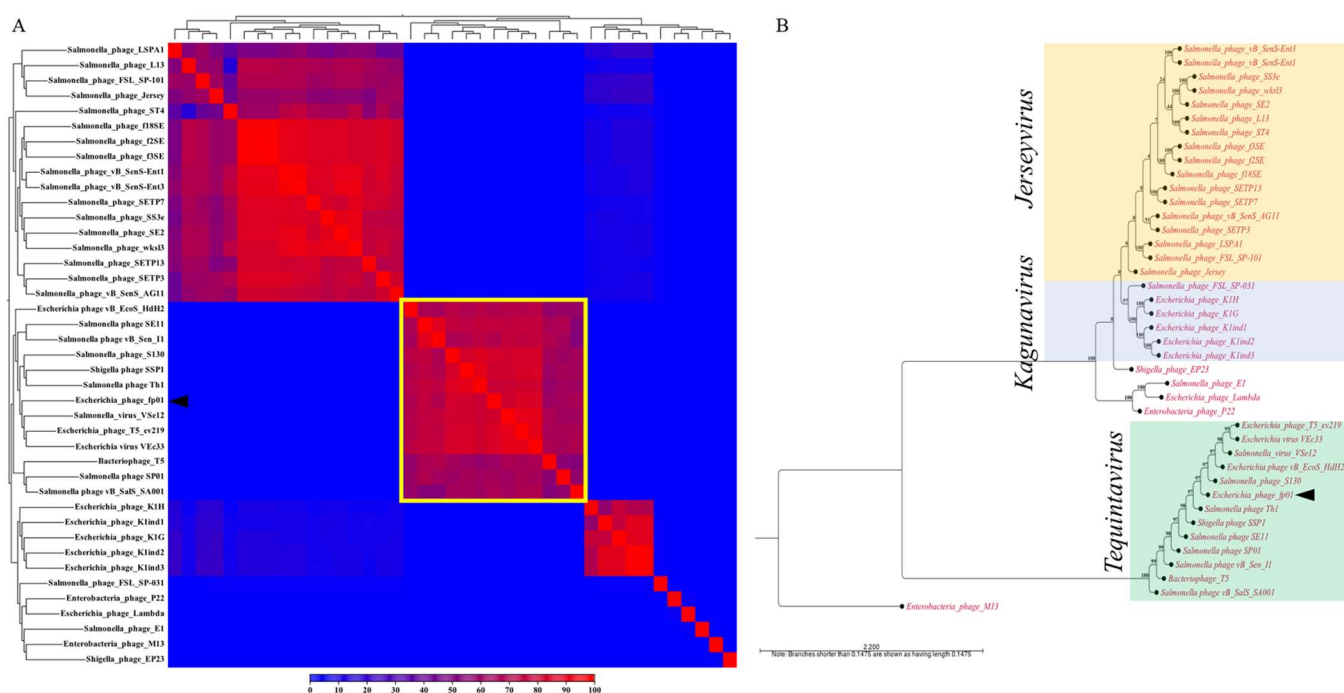 A
Salmonella_phage_LSPA1
Salmonella_phage_L13
Salmonella_phage_FSL_SP-101
Salmonella_phage_Jersey
Salmonella_phage_ST4
Salmonella_phage_f18SE
Salmonella_phage_f2SE
Salmonella_phage_f3SE
Salmonella_phage_vB_SenS-Ent1
Salmonella_phage_vB_SenS-Ent3
Salmonella_phage_SETP7
Salmonella_phage_SS3e
Salmonella_phage_SE2
Salmonella_phage_wksl3
Salmonella_phage_SETP13
Salmonella_phage_SETP3
Salmonella_phage_vB_SenS_AG11
Escherichia phage vB_EcoS_HdH2
Salmonella phage SE11
Salmonella phage vB_Sen_I1
Salmonella_phage_S130
Shigella phage SSP1
Salmonella phage Th1
Escherichia_phage_fp01
Salmonella_virus_VSe12
Escherichia_phage_T5_ev219
Escherichia virus VEc33
Bacteriophage_T5
Salmonella phage SP01
Salmonella phage vB_SalS_SA001
Escherichia_phage_K1H
Escherichia_phage_K1ind1
Escherichia_phage_K1G
Escherichia_phage_K1ind2
Escherichia_phage_K1ind3
Salmonella_phage_FSL_SP-031
Enterobacteria_phage_P22
Escherichia_phage_Lambda
Salmonella_phage_E1
Enterobacteria_phage_M13
Shigella_phage_EP23
0 10 20 30 40 50 60 70 80 90 100
B
Jerseyvirus
Kagunavirus
Tequintavirus
Salmonella_phage_vB_SenS-Ent3
Salmonella_phage_vB_SenS-Ent1
Salmonella_phage_SS3e
Salmonella_phage_wksl3
Salmonella_phage_SE2
Salmonella_phage_L13
Salmonella_phage_ST4
Salmonella_phage_f3SE
Salmonella_phage_f2SE
Salmonella_phage_f18SE
Salmonella_phage_SETP13
Salmonella_phage_SETP7
Salmonella_phage_vB_SenS_AG11
Salmonella_phage_SETP3
Salmonella_phage_LSPA1
Salmonella_phage_FSL_SP-101
Salmonella_phage_Jersey
Salmonella_phage_FSL_SP-031
Escherichia_phage_K1H
Escherichia_phage_K1G
Escherichia_phage_K1ind1
Escherichia_phage_K1ind2
Escherichia_phage_K1ind3
Shigella_phage_EP23
Salmonella_phage_E1
Escherichia_phage_Lambda
Enterobacteria_phage_P22
Escherichia_phage_T5_ev219
Escherichia virus VEc33
Salmonella_virus_VSe12
Escherichia phage vB_EcoS_HdH2
Salmonella_phage_S130
Escherichia_phage_fp01
Salmonella phage Th1
Shigella phage SSP1
Salmonella phage SE11
Salmonella phage SP01
Salmonella phage vB_Sen_I1
Bacteriophage_T5
Salmonella phage vB_SalS_SA001
Enterobacteria_phage_M13
2.200
Note: Branches shorter than 0.1475 are shown as having length 0.1475